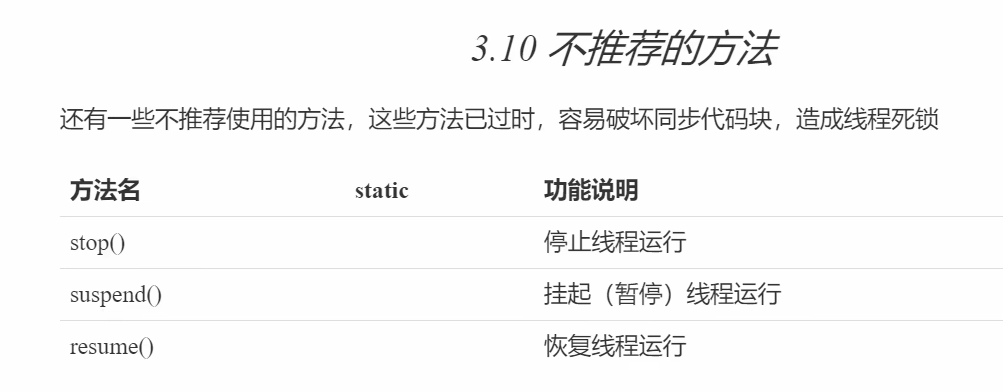 3.10 不推荐的方法
还有一些不推荐使用的方法，这些方法已过时，容易破坏同步代码块，造成线程死锁
方法名 static 功能说明
stop() 停止线程运行
suspend() 挂起（暂停）线程运行
resume() 恢复线程运行